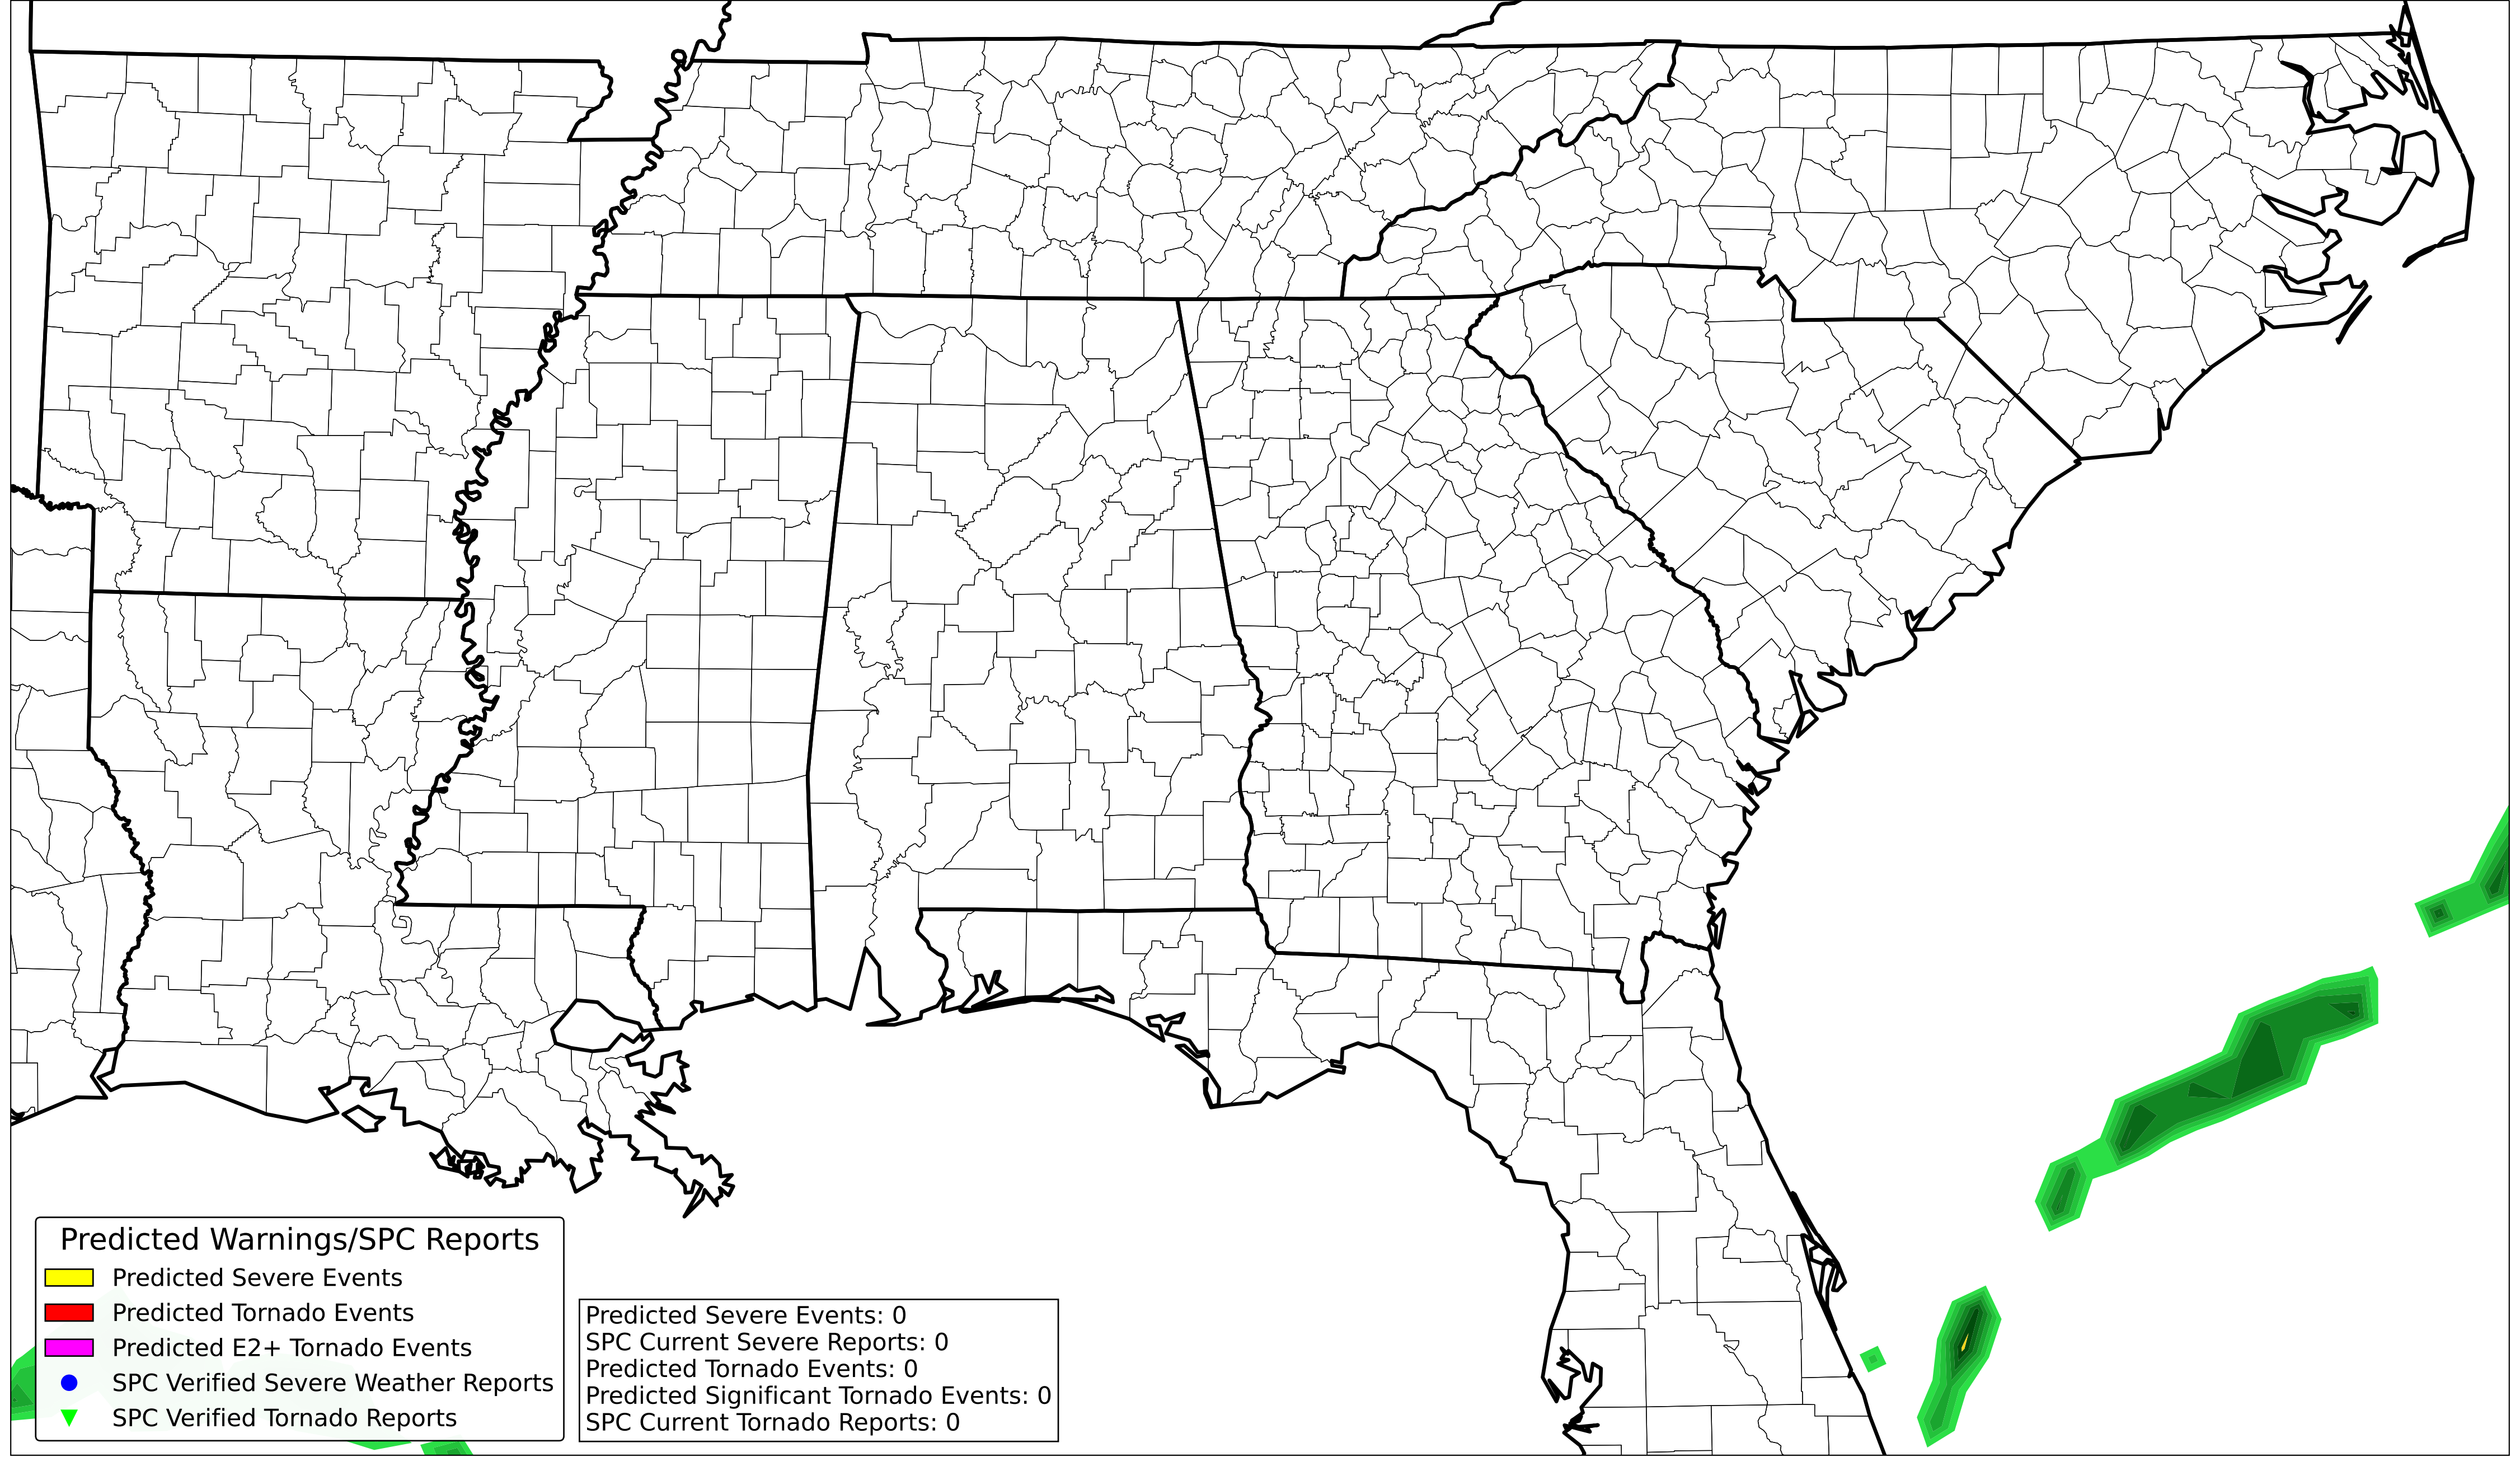 Predicted Warnings/SPC Reports
Predicted Severe Events
Predicted Tornado Events
Predicted E2+ Tornado Events
SPC Verified Severe Weather Reports
SPC Verified Tornado Reports
Predicted Severe Events: 0
SPC Current Severe Reports: 0
Predicted Tornado Events: 0
Predicted Significant Tornado Events: 0
SPC Current Tornado Reports: 0